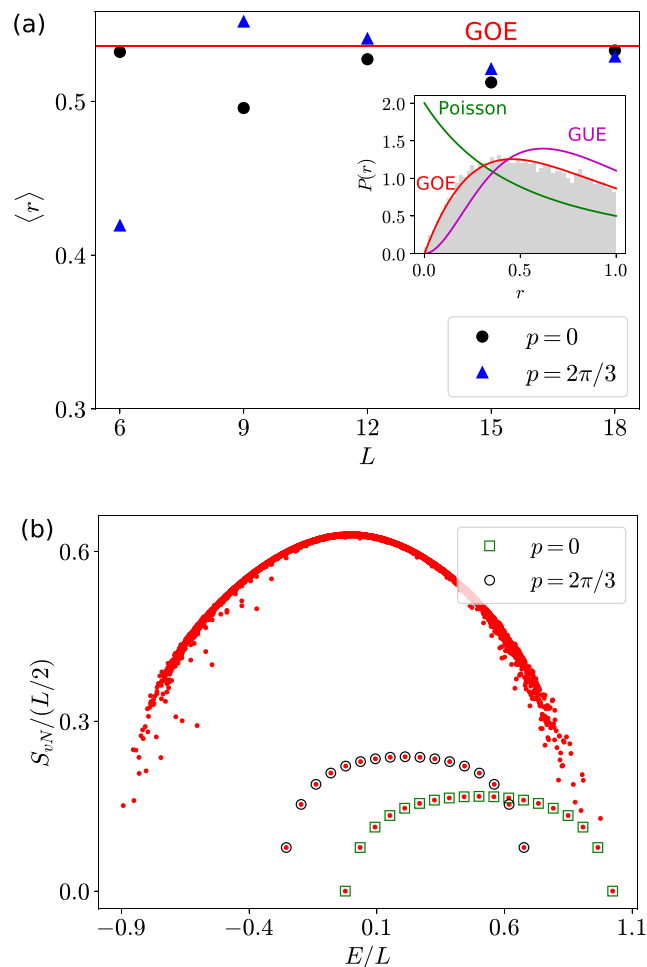 (a)
GOE
0.5
0.4
0.3
⟨r⟩
6
9
12
15
18
L
2.0
1.5
1.0
0.5
0.0
P(r)
Poisson
GUE
GOE
0.0
0.5
1.0
r
p = 0
p = 2π/3
(b)
0.6
0.3
0.0
S_{vN}/(L/2)
p = 0
p = 2π/3
−0.9
−0.4
0.1
0.6
1.1
E/L